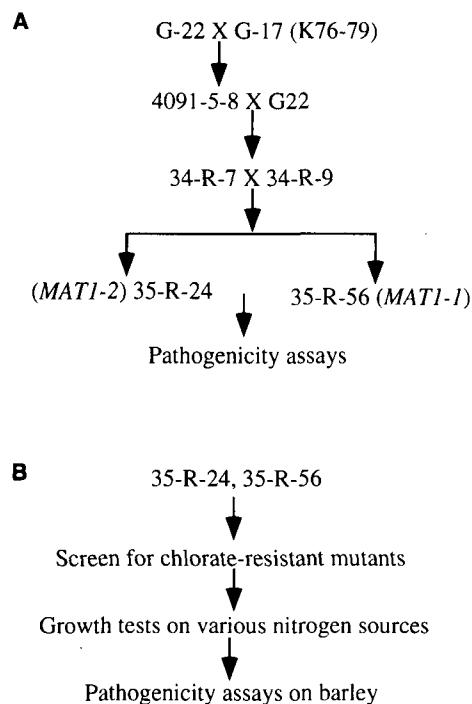 A
G-22 X G-17 (K76-79)
4091-5-8 X G22
34-R-7 X 34-R-9
(MAT1-2) 35-R-24
35-R-56 (MAT1-1)
Pathogenicity assays
B
35-R-24, 35-R-56
Screen for chlorate-resistant mutants
Growth tests on various nitrogen sources
Pathogenicity assays on barley